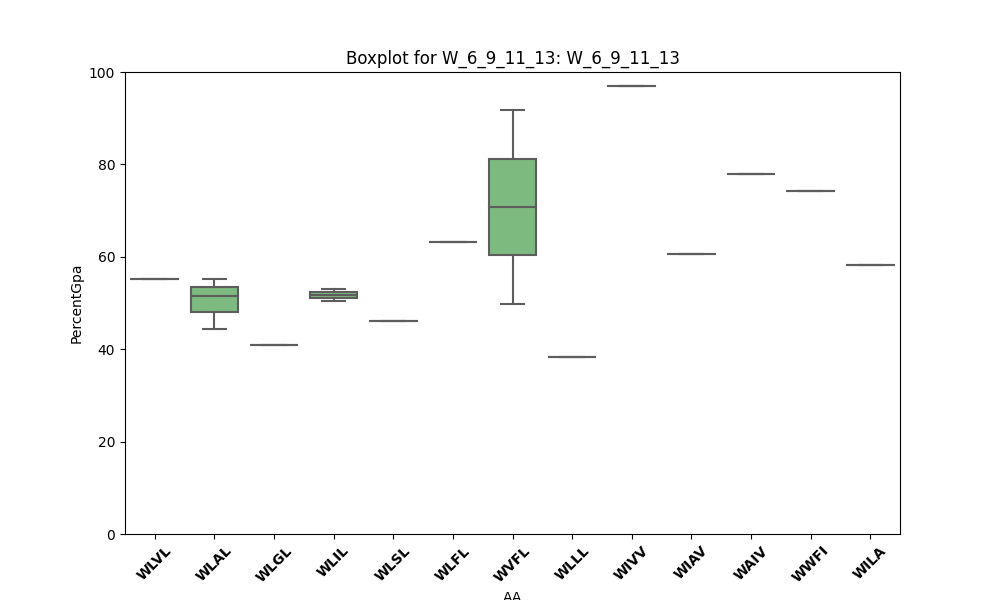 Boxplot for W_6_9_11_13: W_6_9_11_13
100
80
60
40
20
0
PercentGpa
WLVL
WLAL
WLGL
WLIL
WLSL
WLFL
WVFL
WLLL
WIVV
WIAV
WAIV
WWFI
WILA
AA